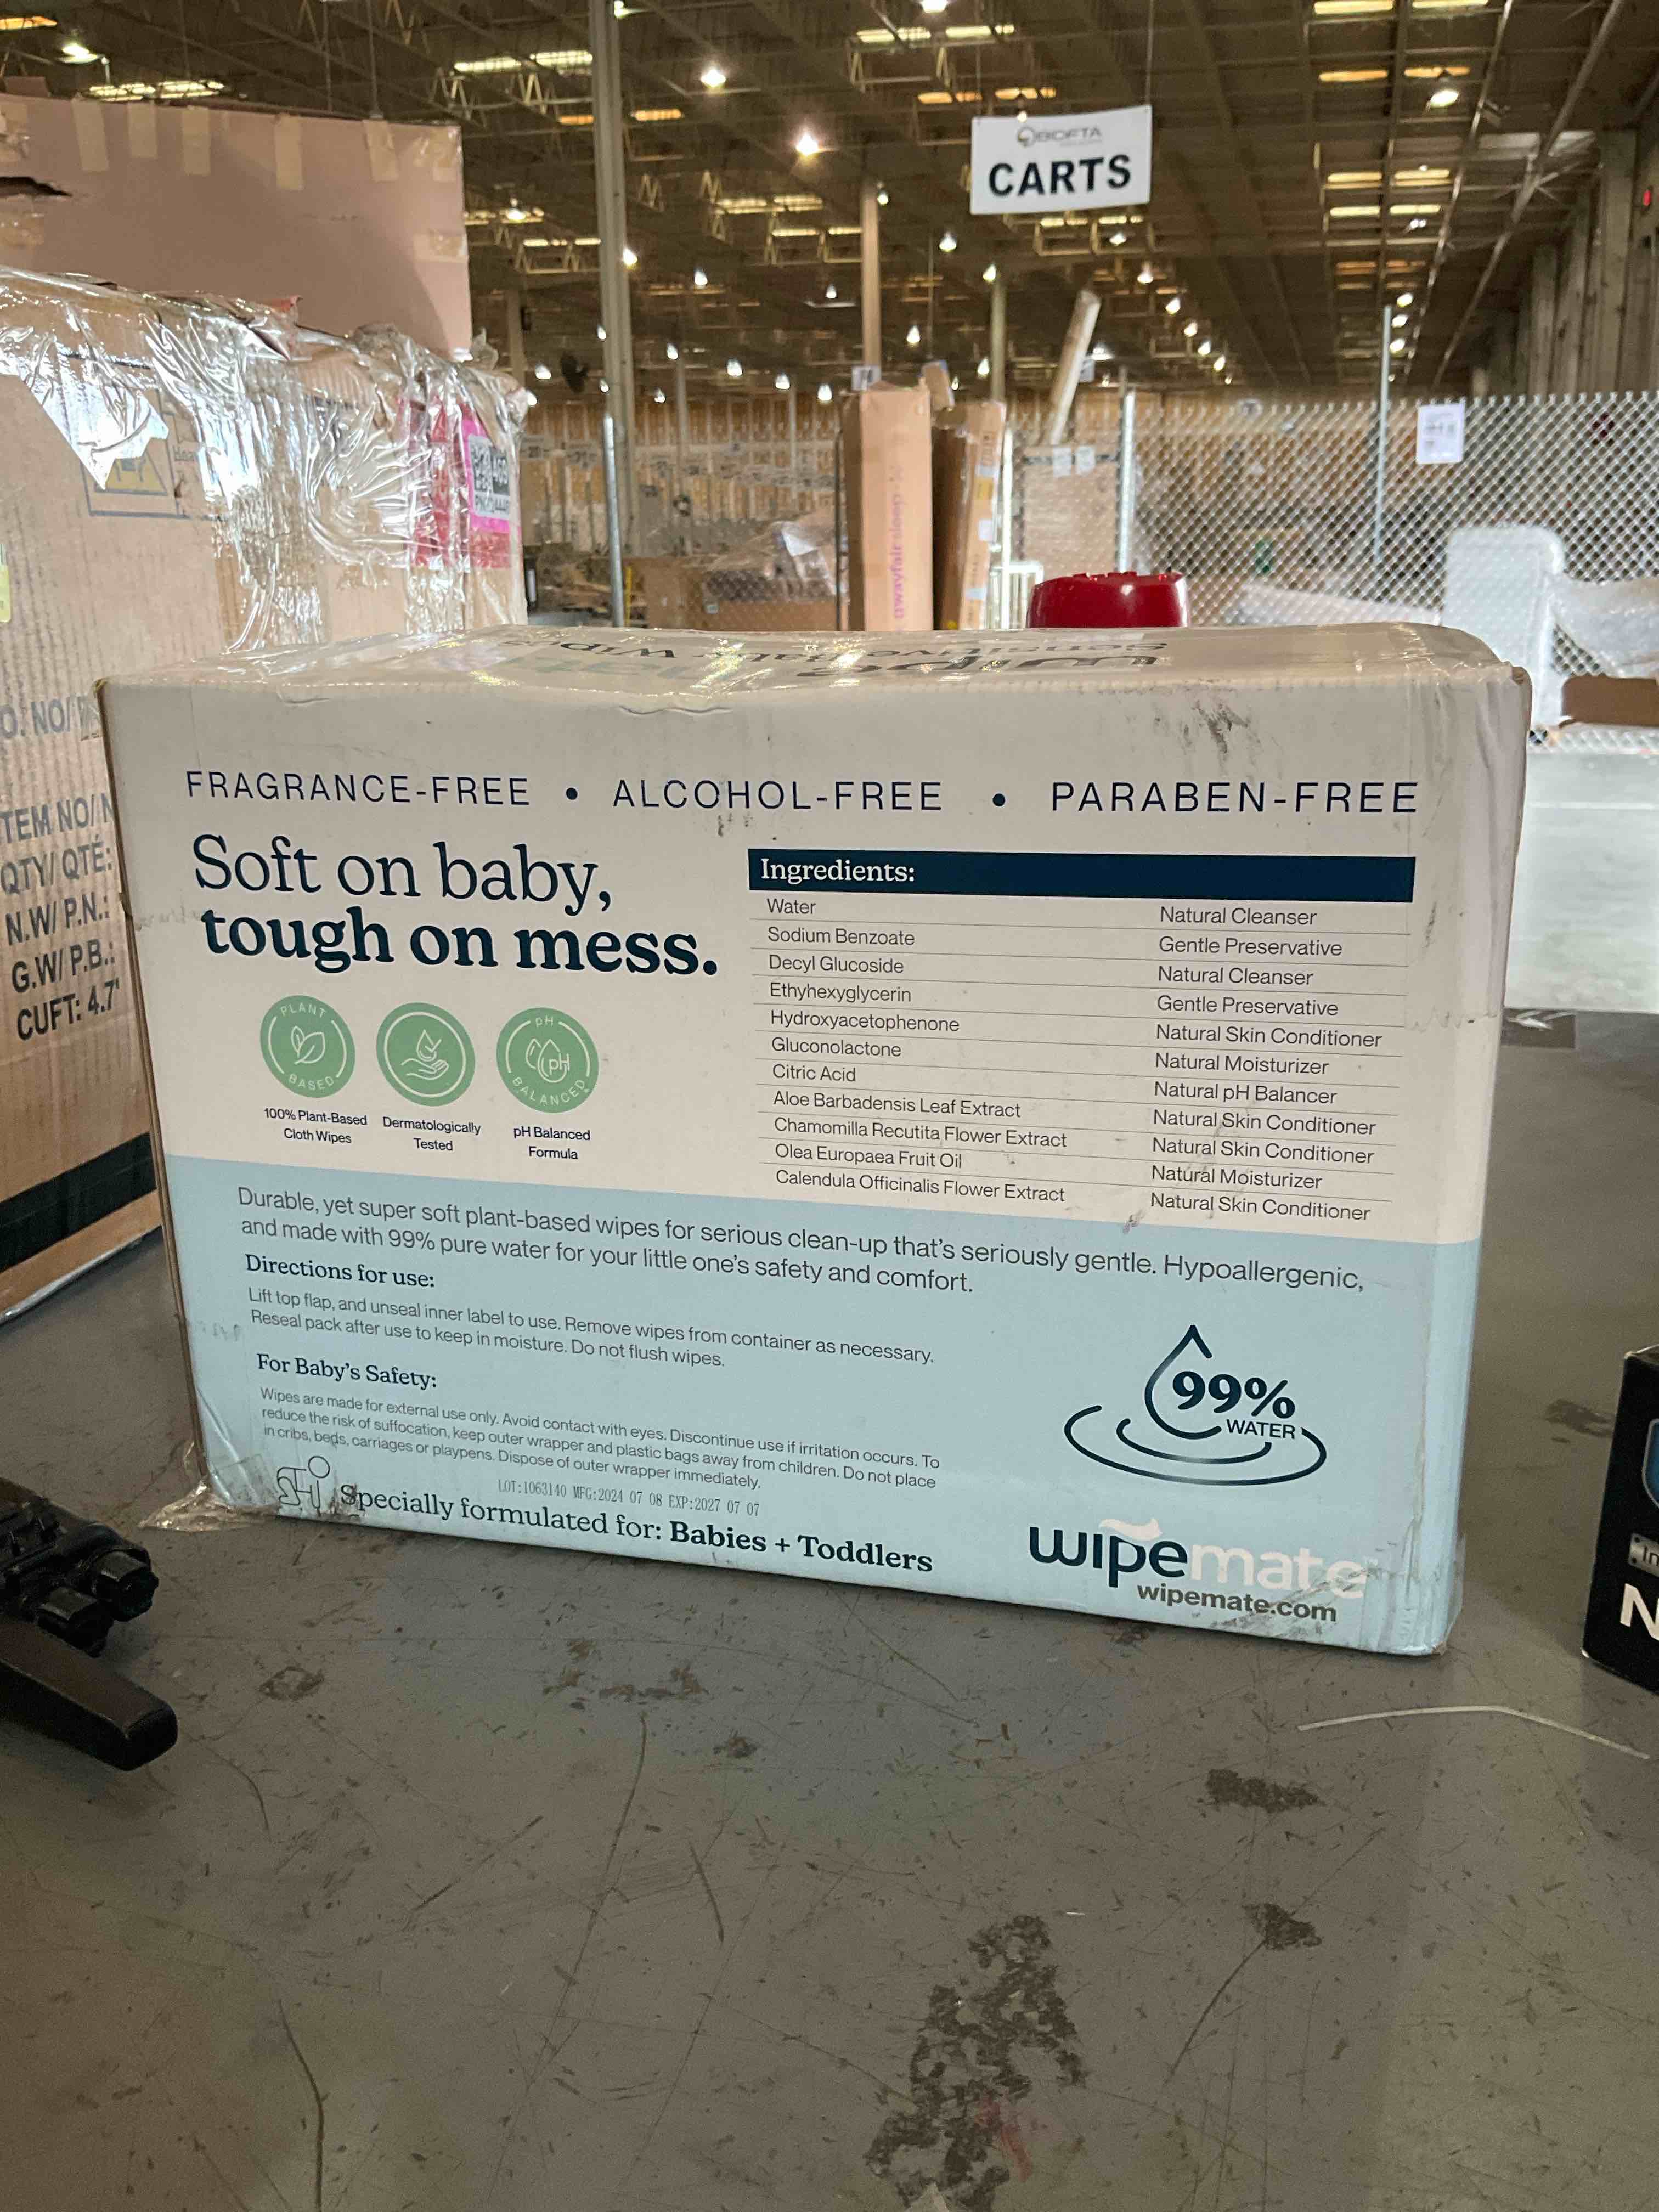 BOFTA
CARTS
wayfair sleep
Sensitive Baby Wipes
O. NO/
TEM NO/N
QTY/ QTÉ:
N.W/ P.N.:
G.W/ P.B.:
CUFT: 4.7'
FRAGRANCE-FREE • ALCOHOL-FREE • PARABEN-FREE
Soft on baby,
tough on mess.
PLANT
BASED
100% Plant-Based
Cloth Wipes
Dermatologically
Tested
pH
pH
BALANCED
pH Balanced
Formula
Ingredients:
Water Natural Cleanser
Sodium Benzoate Gentle Preservative
Decyl Glucoside Natural Cleanser
Ethyhexyglycerin Gentle Preservative
Hydroxyacetophenone Natural Skin Conditioner
Gluconolactone Natural Moisturizer
Citric Acid Natural pH Balancer
Aloe Barbadensis Leaf Extract Natural Skin Conditioner
Chamomilla Recutita Flower Extract Natural Skin Conditioner
Olea Europaea Fruit Oil Natural Moisturizer
Calendula Officinalis Flower Extract Natural Skin Conditioner
Durable, yet super soft plant-based wipes for serious clean-up that's seriously gentle. Hypoallergenic,
and made with 99% pure water for your little one's safety and comfort.
Directions for use:
Lift top flap, and unseal inner label to use. Remove wipes from container as necessary.
Reseal pack after use to keep in moisture. Do not flush wipes.
For Baby's Safety:
Wipes are made for external use only. Avoid contact with eyes. Discontinue use if irritation occurs. To
reduce the risk of suffocation, keep outer wrapper and plastic bags away from children. Do not place
in cribs, beds, carriages or playpens. Dispose of outer wrapper immediately.
LOT:1063140 MFG:2024 07 08 EXP:2027 07 07
Specially formulated for: Babies + Toddlers
99%
WATER
wipemate
wipemate.com